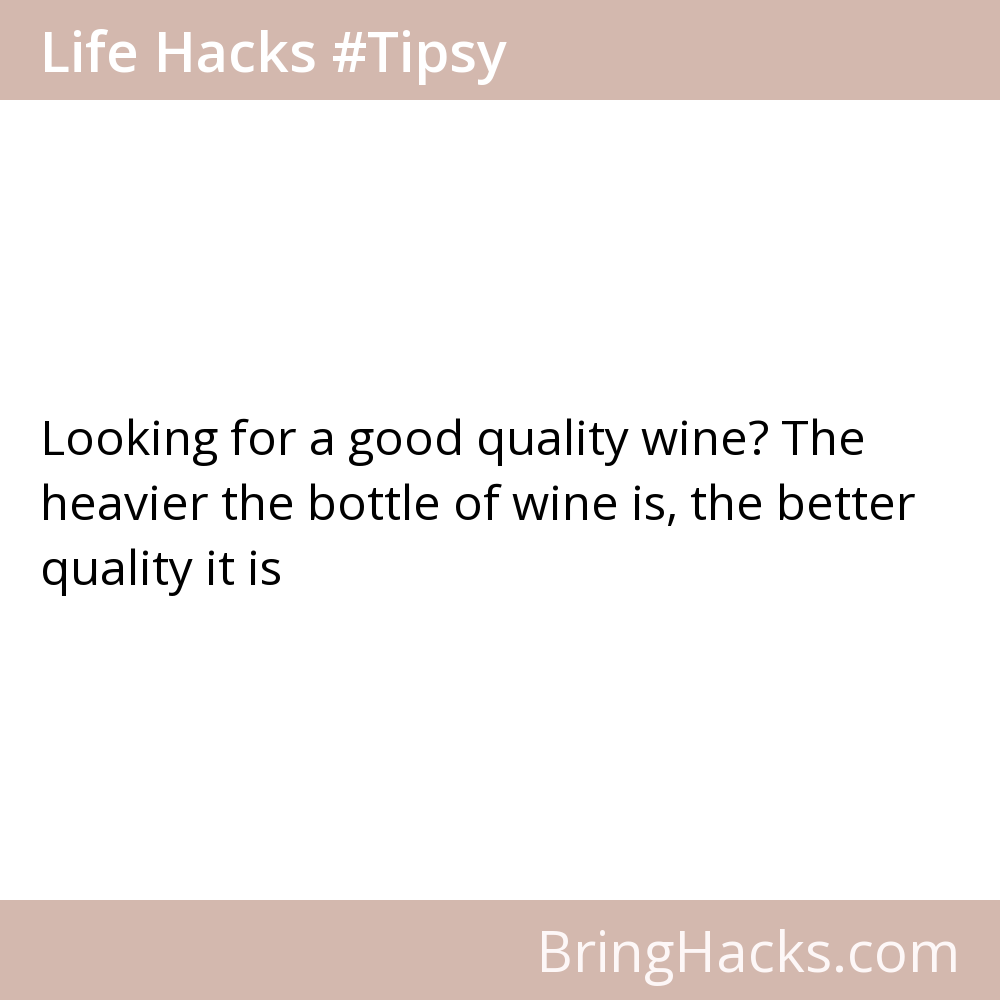 Life Hacks #Tipsy
Looking for a good quality wine? The
heavier the bottle of wine is, the better
quality it is
BringHacks.com